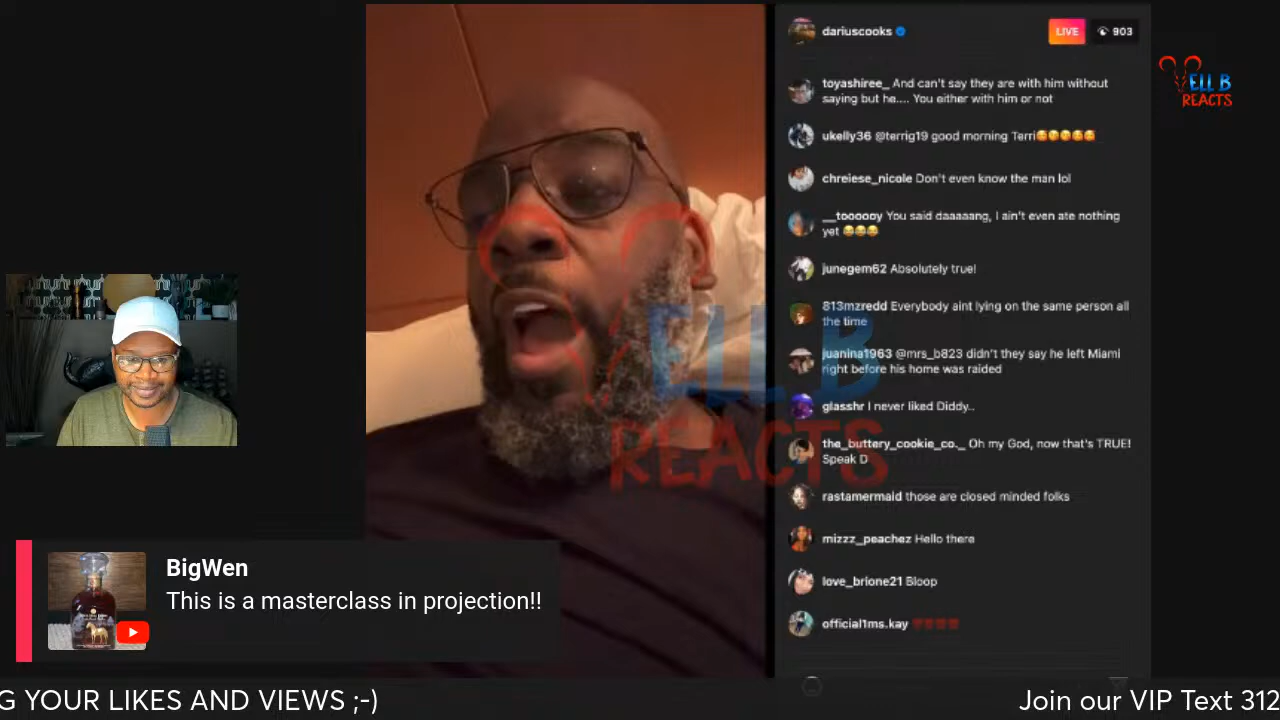 dariuscooks
LIVE
903
toyashiree_ And can't say they are with him without
saying but he.... You either with him or not
ukelly36 @terrig19 good morning Terri🥰🥰🥰🥰🥰
chreiese_nicole Don't even know the man lol
__toooooy You said daaaaang, I ain't even ate nothing
yet 😂😂😂
junegem62 Absolutely true!
813mzredd Everybody aint lying on the same person all
the time
juanina1963 @mrs_b823 didn't they say he left Miami
right before his home was raided
glasshr I never liked Diddy..
the_buttery_cookie_co._ Oh my God, now that's TRUE!
Speak D
rastamermaid those are closed minded folks
mizzz_peachez Hello there
love_brione21 Bloop
official1ms.kay
YELL B
REACTS
YELL B
REACTS
BigWen
This is a masterclass in projection!!
G YOUR LIKES AND VIEWS ;-)
Join our VIP Text 312